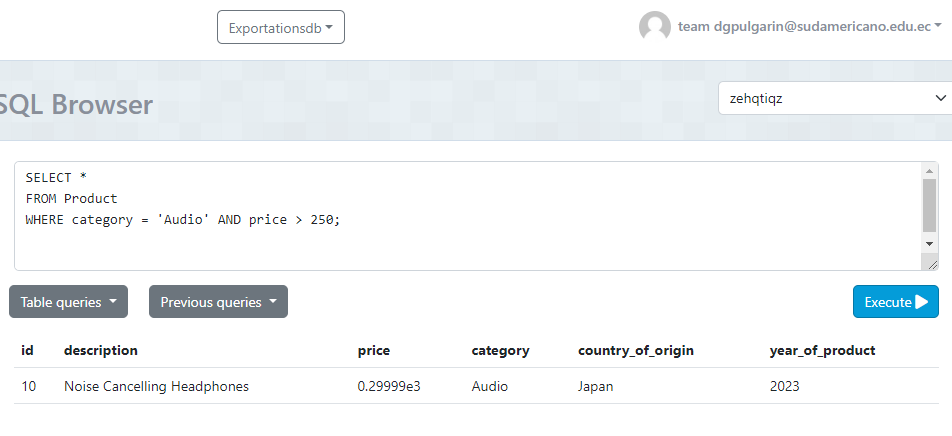 Exportationsdb
team dgpulgarin@sudamericano.edu.ec
SQL Browser
zehqtiqz
SELECT *
FROM Product
WHERE category = 'Audio' AND price > 250;
Table queries
Previous queries
Execute
id description price category country_of_origin year_of_product
10 Noise Cancelling Headphones 0.29999e3 Audio Japan 2023